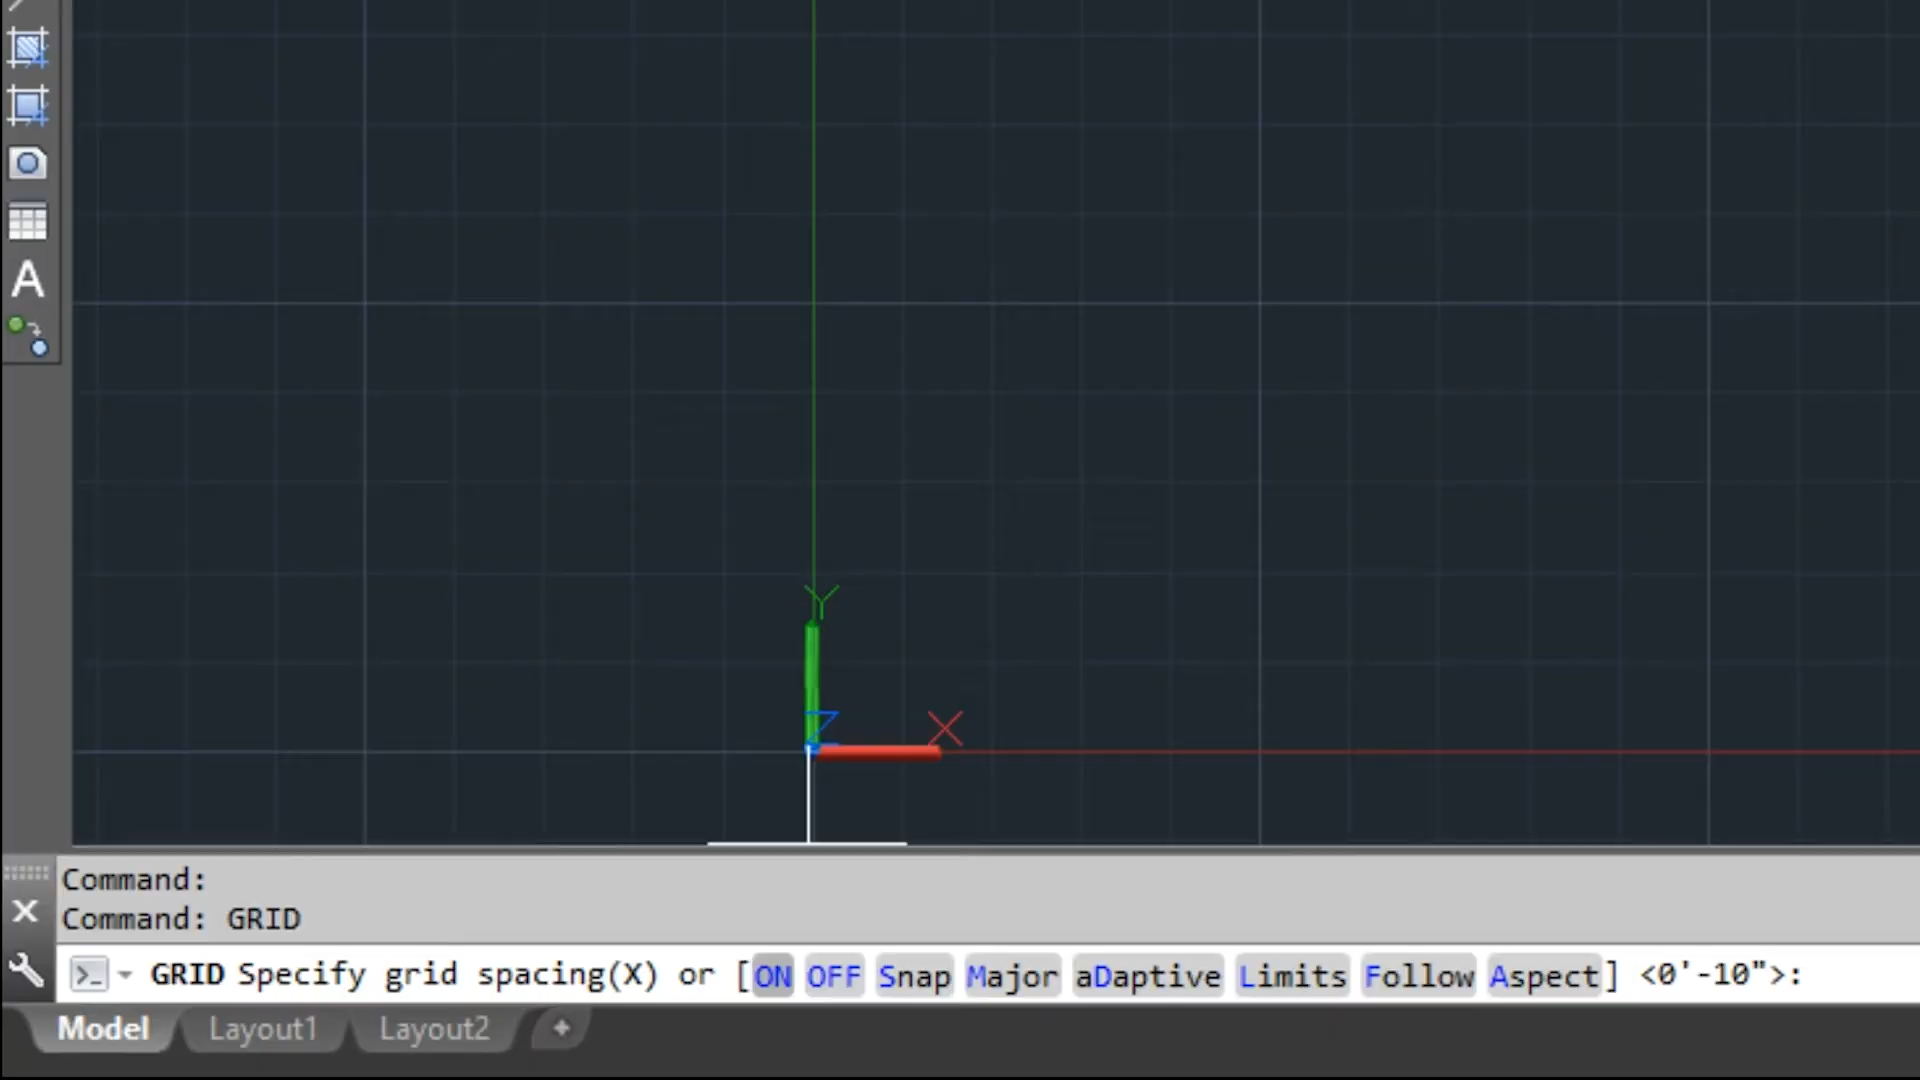 A
Y
Z
X
Command:
Command: GRID
GRID Specify grid spacing(X) or [ON OFF Snap Major aDaptive Limits Follow Aspect] <0'-10">:
Model Layout1 Layout2